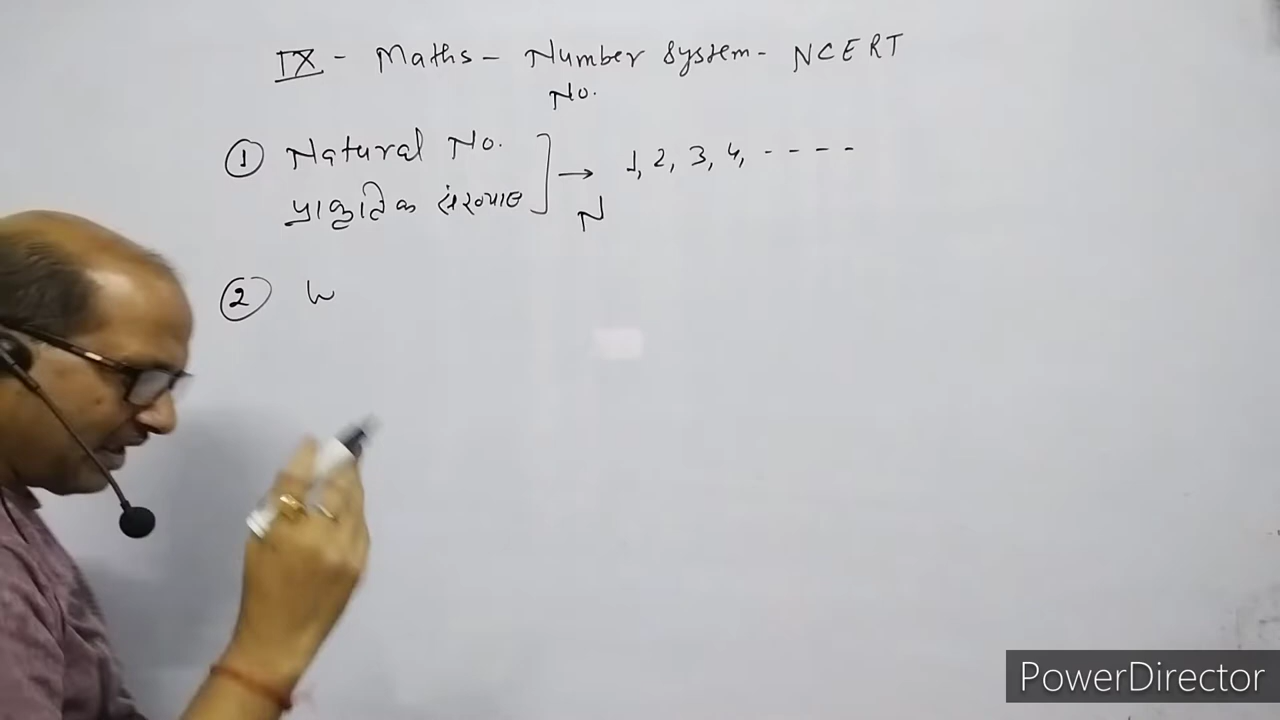 IX - Maths - Number System - NCERT
No.
① Natural No. → 1, 2, 3, 4, ----
प्राकृतिक संख्याएँ N
② W
PowerDirector